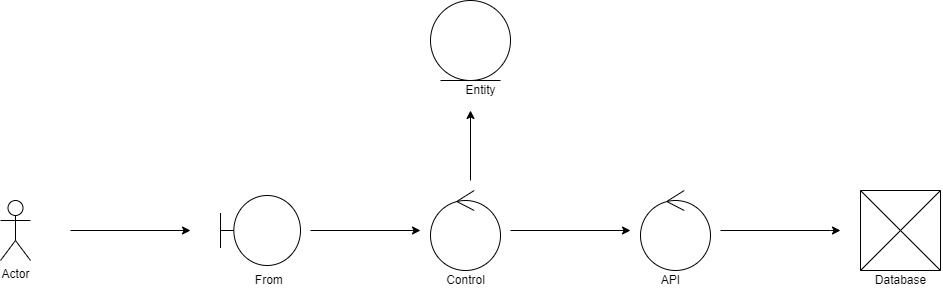 Entity
Actor
From
Control
API
Database